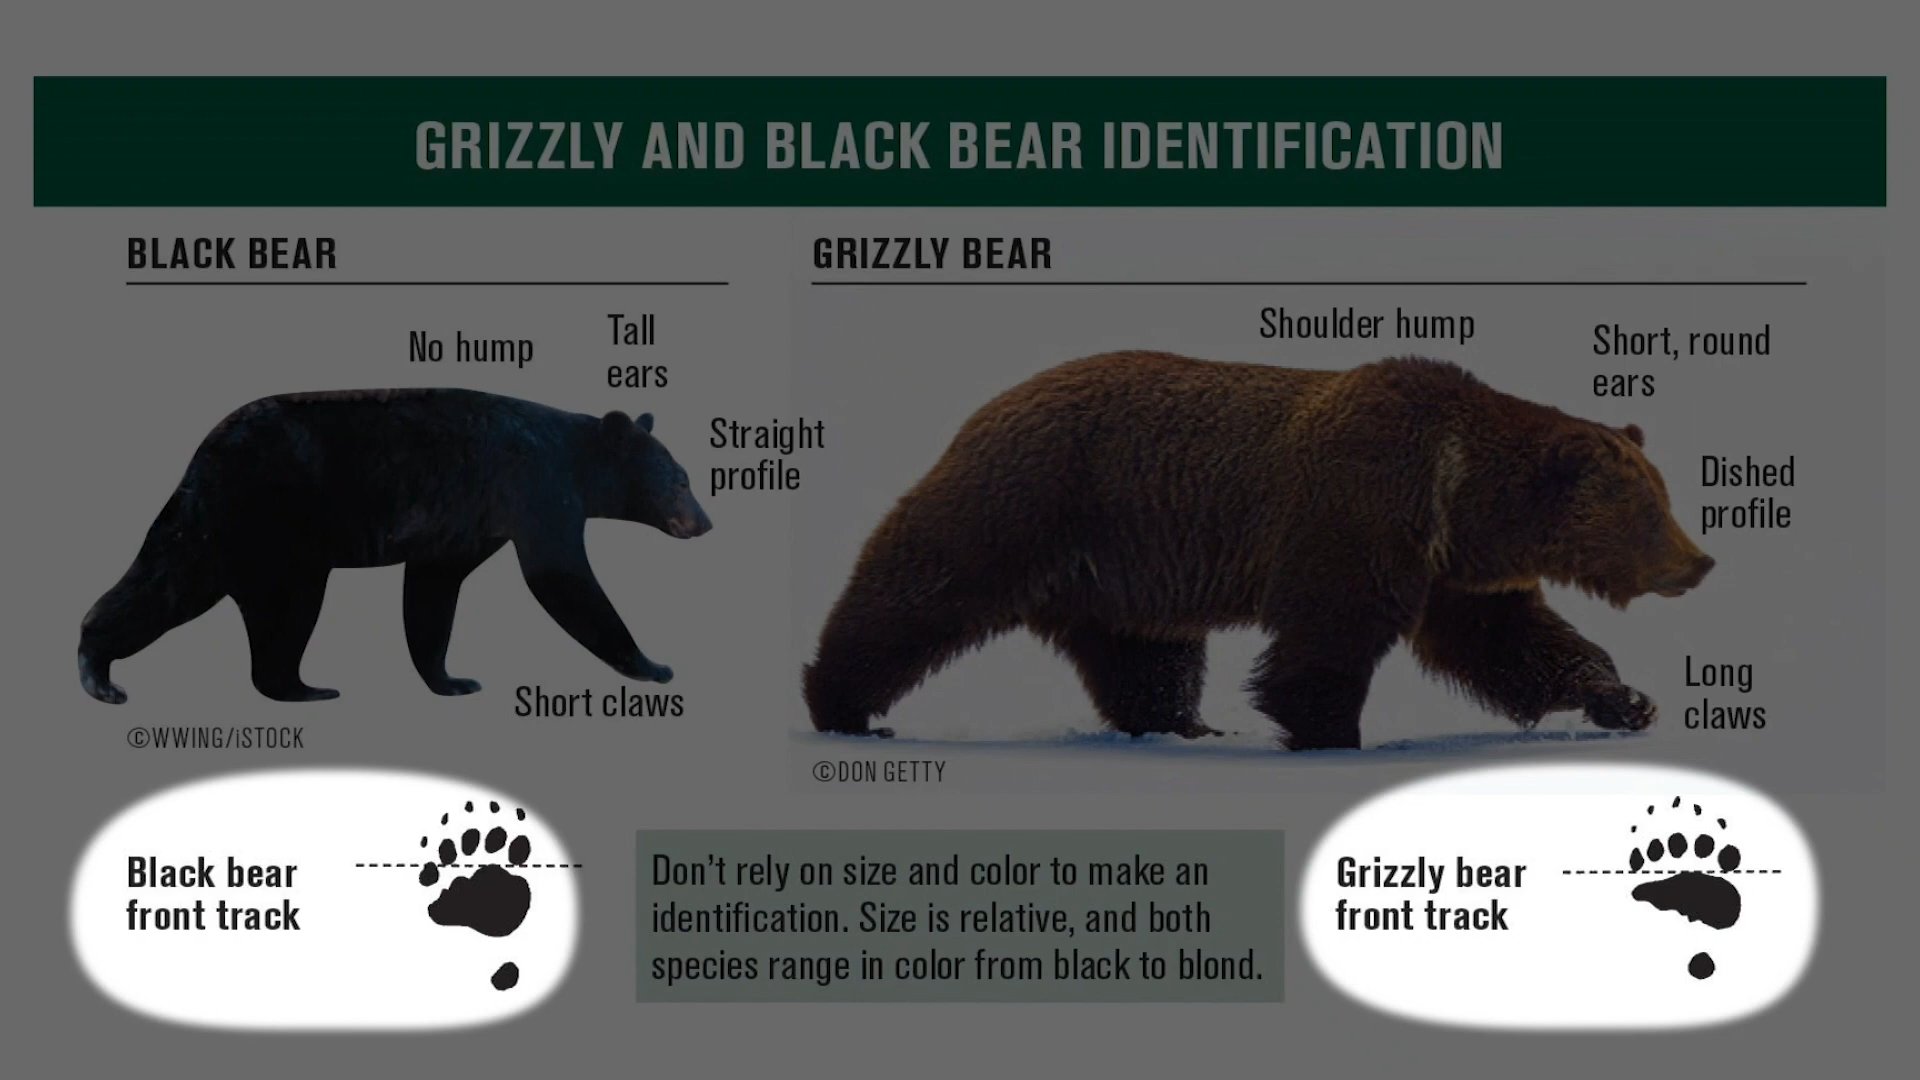 GRIZZLY AND BLACK BEAR IDENTIFICATION
BLACK BEAR
No hump
Tall
ears
Straight
profile
Short claws
©WWING/iSTOCK
Black bear
front track
GRIZZLY BEAR
Shoulder hump
Short, round
ears
Dished
profile
Long
claws
©DON GETTY
Don’t rely on size and color to make an
identification. Size is relative, and both
species range in color from black to blond.
Grizzly bear
front track